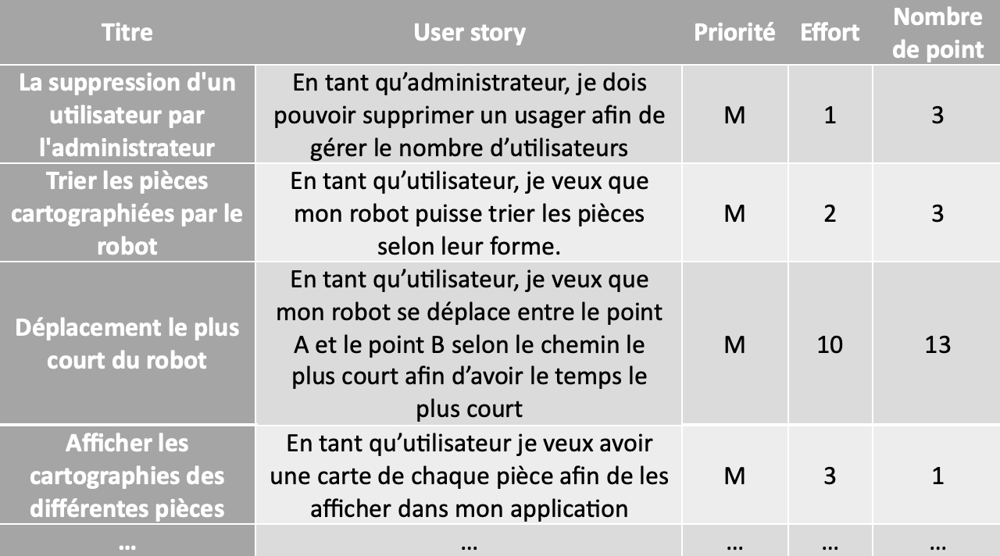 Titre
User story
Priorité
Effort
Nombre
de point
La suppression d'un
utilisateur par
l'administrateur
En tant qu’administrateur, je dois
pouvoir supprimer un usager afin de
gérer le nombre d’utilisateurs
M
1
3
Trier les pièces
cartographiées par le
robot
En tant qu’utilisateur, je veux que
mon robot puisse trier les pièces
selon leur forme.
M
2
3
Déplacement le plus
court du robot
En tant qu’utilisateur, je veux que
mon robot se déplace entre le point
A et le point B selon le chemin le
plus court afin d’avoir le temps le
plus court
M
10
13
Afficher les
cartographies des
différentes pièces
En tant qu’utilisateur je veux avoir
une carte de chaque pièce afin de les
afficher dans mon application
M
3
1
…
…
…
…
…